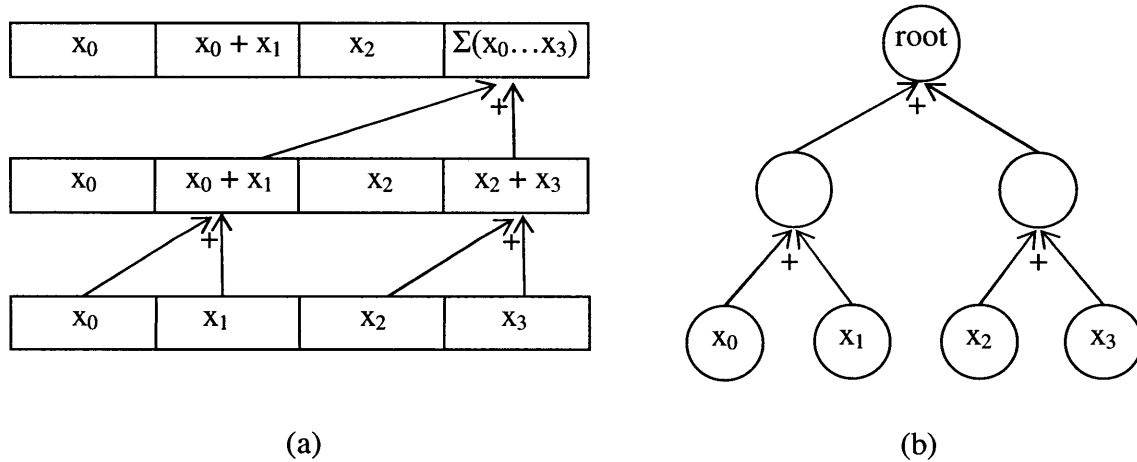 x₀ x₀ + x₁ x₂ Σ(x₀...x₃)
+
x₀ x₀ + x₁ x₂ x₂ + x₃
+ +
x₀ x₁ x₂ x₃
(a)
root
+
+ +
x₀ x₁ x₂ x₃
(b)